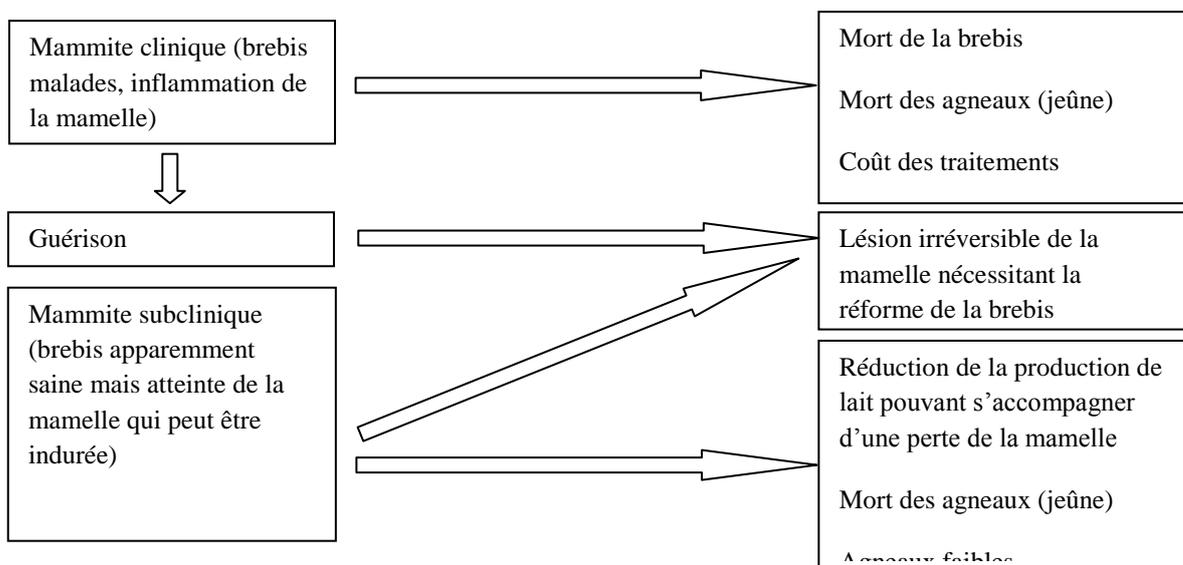 Mammite clinique (brebis
malades, inflammation de
la mamelle)
Mort de la brebis
Mort des agneaux (jeûne)
Coût des traitements
Guérison
Lésion irréversible de la
mamelle nécessitant la
réforme de la brebis
Mammite subclinique
(brebis apparemment
saine mais atteinte de la
mamelle qui peut être
indurée)
Réduction de la production de
lait pouvant s’accompagner
d’une perte de la mamelle
Mort des agneaux (jeûne)
Agneaux faibles